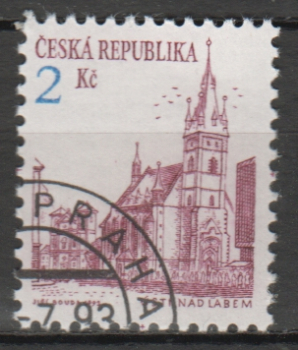 ČESKÁ REPUBLIKA
2 Kč
PRAHA
-7.93
NAD LABEM